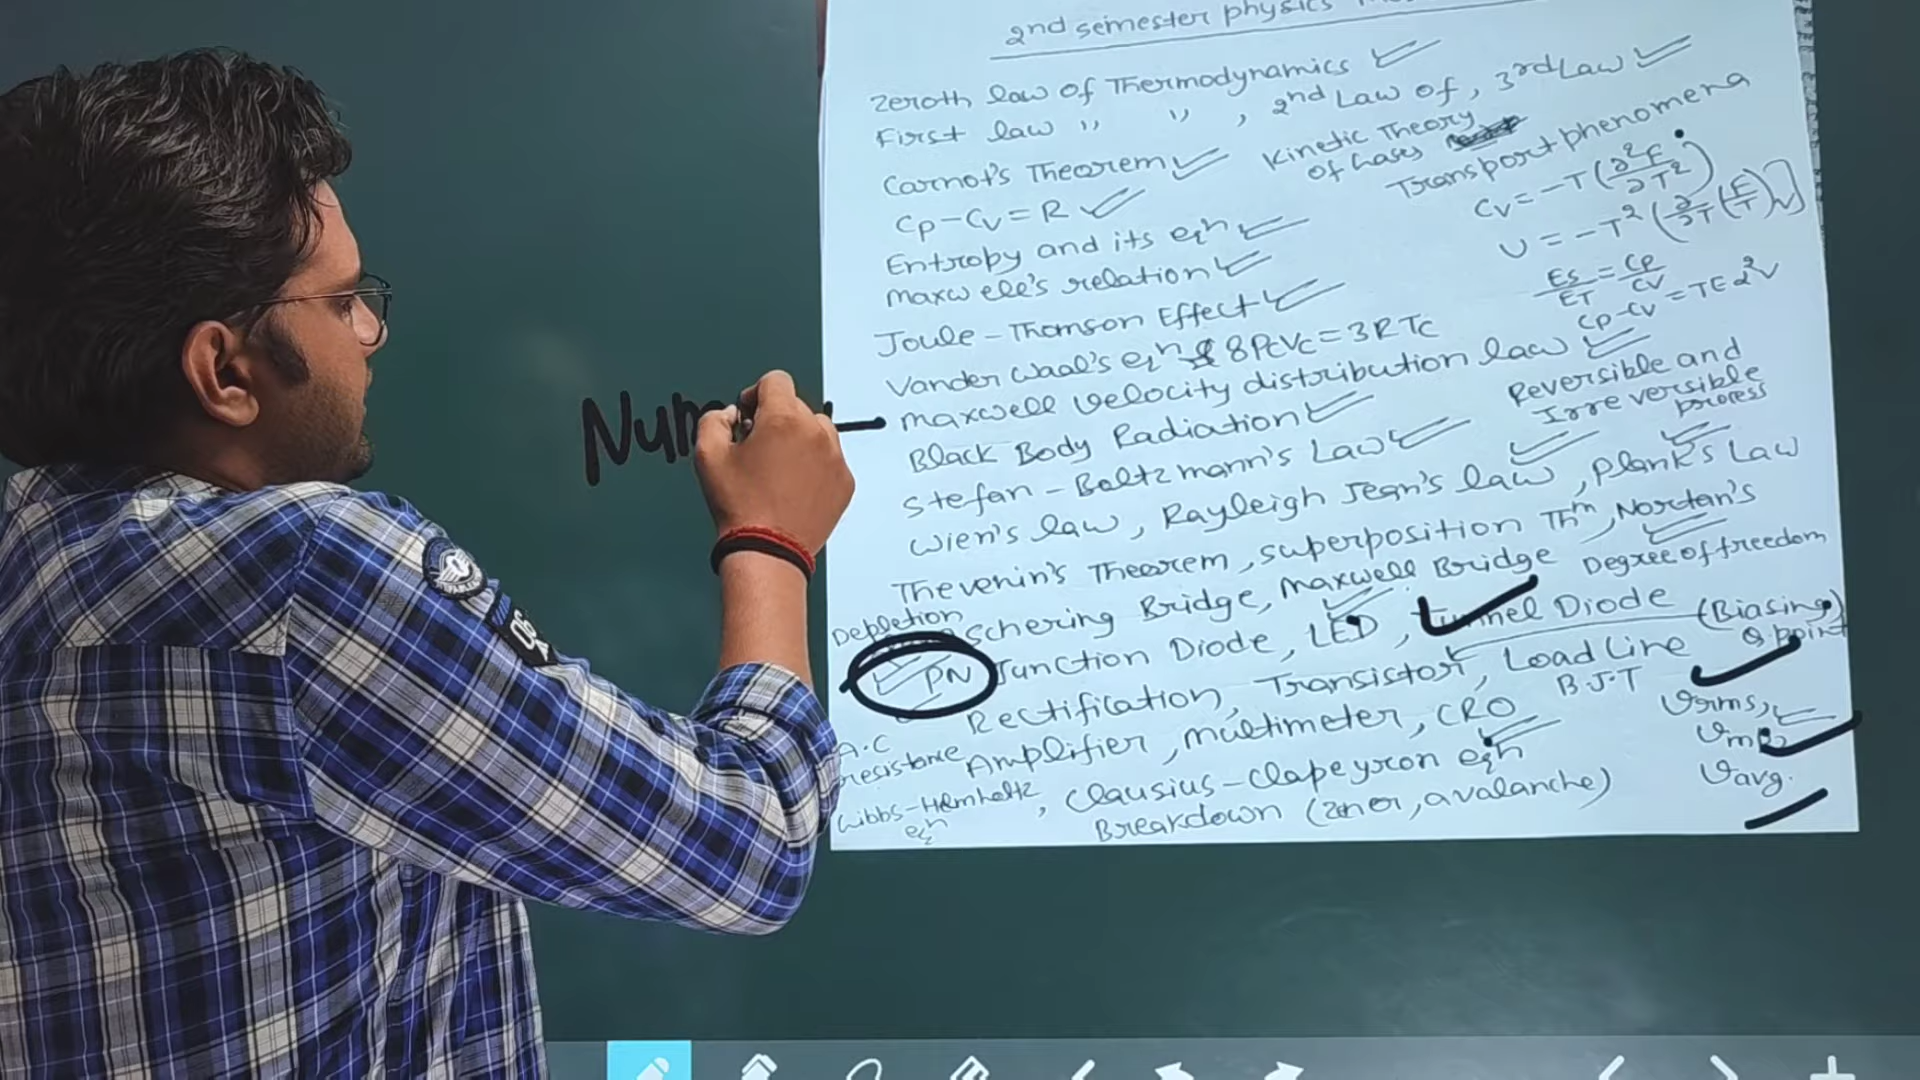 2nd semester physics
Zeroth law of Thermodynamics
First law ,, ,, , 2nd Law of, 3rd Law
Carnot's Theorem
Kinetic Theory
of Gases
Transport phenomena
Cp-Cv=R
Cv=-T(∂²F/∂T²)
Entropy and its eqn
U=-T²(∂/∂T(F/T)v]
Maxwell's relation
Es/ET=Cp/Cv
Cp-Cv=TEα²V
Joule-Thomson Effect
Vander Waal's eqn & 8PcVc=3RTc
Num
Maxwell velocity distribution law
Reversible and
Irreversible
process
Black Body Radiation
Stefan-Boltzmann's Law
Wien's law, Rayleigh Jean's law, Plank's Law
Thevenin's Theorem, superposition Thm, Norton's
Schering Bridge, Maxwell Bridge
Degree of freedom
Depletion
PN Junction Diode, LED, Tunnel Diode (Biasing)
Q point
Rectification, Transistor, Load Line
B.J.T
A.C
resistance
Amplifier, multimeter, CRO
Vrms,
Vmp,
Vavg.
Gibbs-Helmholtz
eqn
, Clausius-Clapeyron eqn
Breakdown (Zener, avalanche)
06